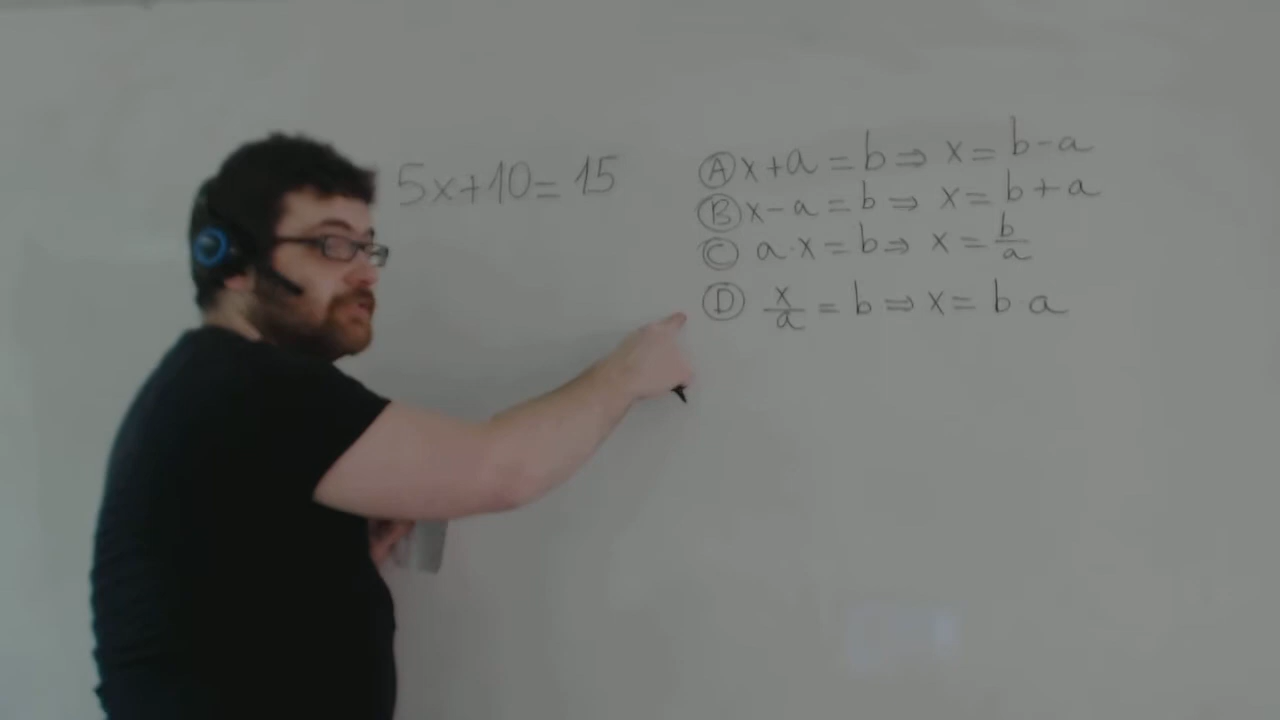 5x+10=15
Ⓐ x+a=b⇒ x=b-a
Ⓑ x-a=b⇒ x=b+a
Ⓒ a·x=b⇒ x=b/a
Ⓓ x/a=b⇒ x=b·a